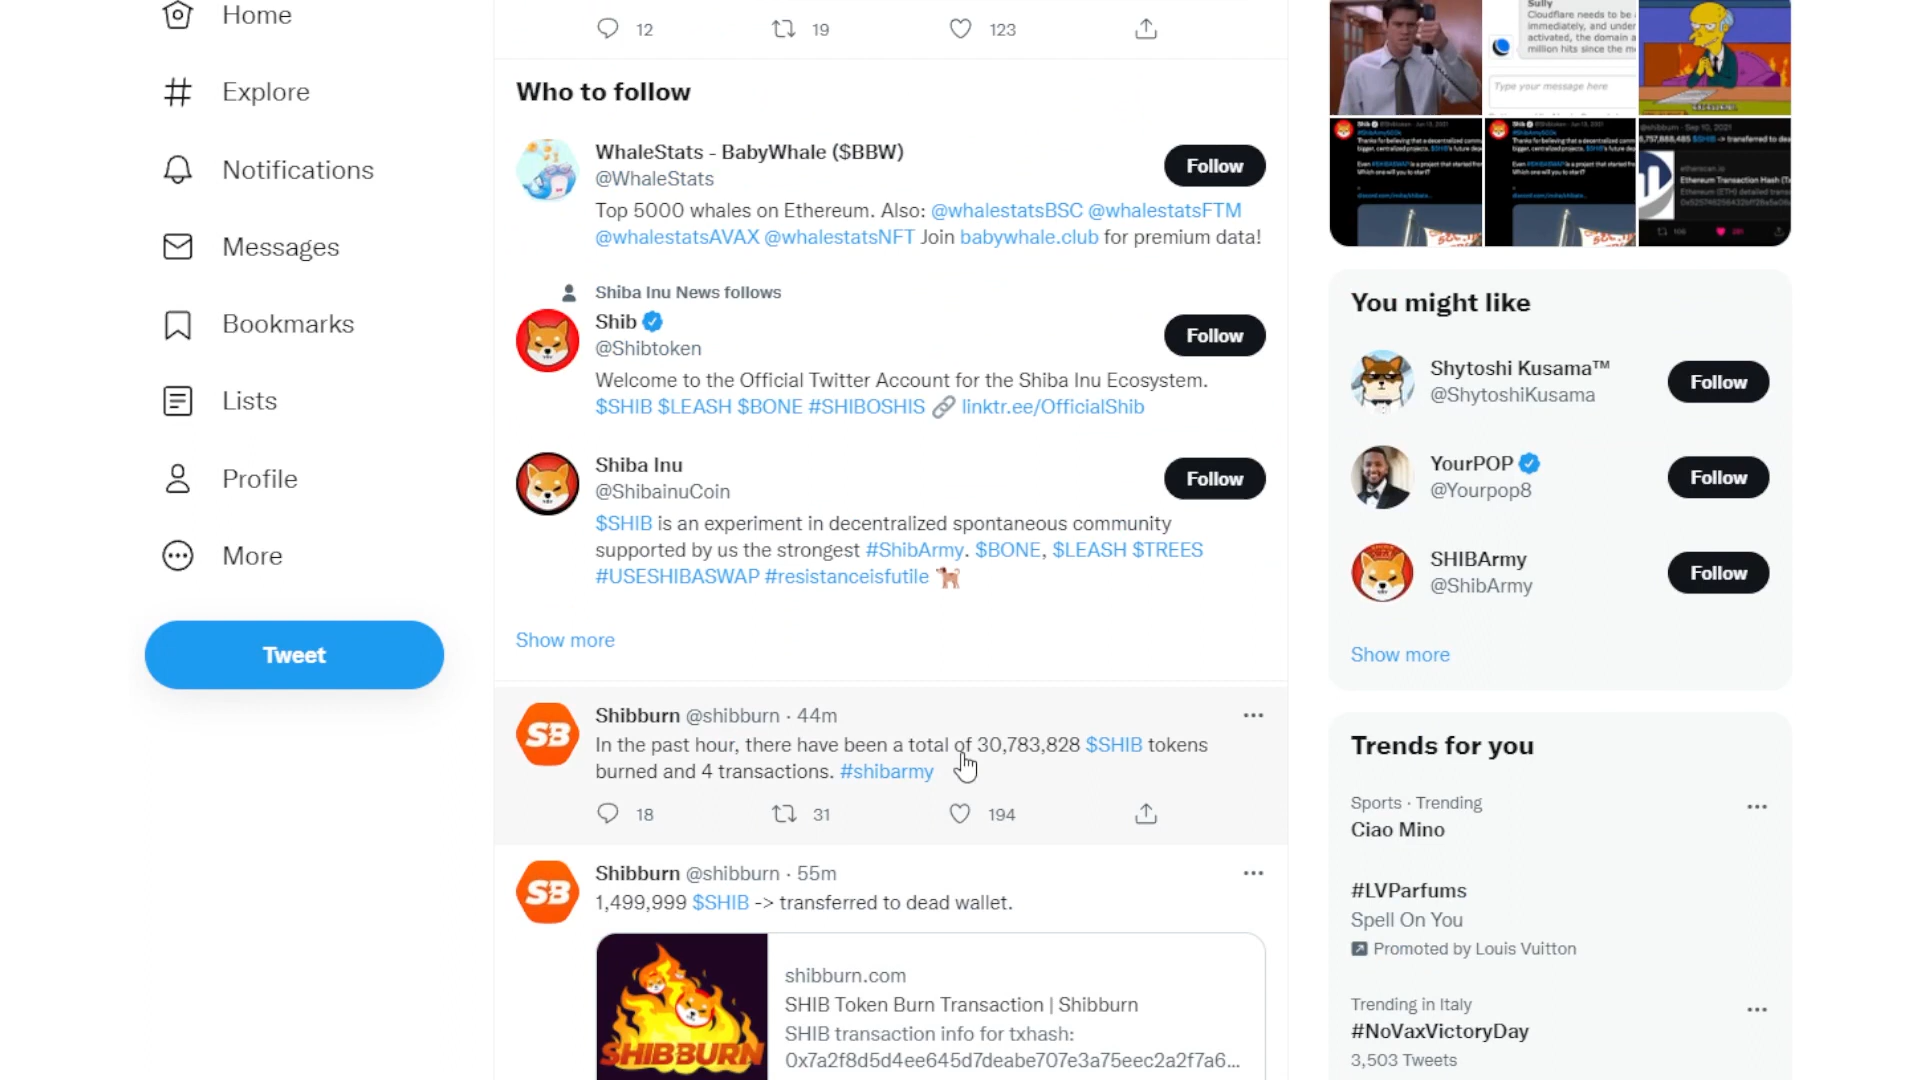 Home
Explore
Notifications
Messages
Bookmarks
Lists
Profile
More
Tweet
12 19 123
Who to follow
WhaleStats - BabyWhale ($BBW)
@WhaleStats
Follow
Top 5000 whales on Ethereum. Also: @whalestatsBSC @whalestatsFTM
@whalestatsAVAX @whalestatsNFT Join babywhale.club for premium data!
Shiba Inu News follows
Shib
@Shibtoken
Follow
Welcome to the Official Twitter Account for the Shiba Inu Ecosystem.
$SHIB $LEASH $BONE #SHIBOSHIS 🔗 linktr.ee/OfficialShib
Shiba Inu
@ShibainuCoin
Follow
$SHIB is an experiment in decentralized spontaneous community
supported by us the strongest #ShibArmy. $BONE, $LEASH $TREES
#USESHIBASWAP #resistanceisfutile 🐕
Show more
SB
Shibburn @shibburn · 44m
In the past hour, there have been a total of 30,783,828 $SHIB tokens
burned and 4 transactions. #shibarmy
18 31 194
SB
Shibburn @shibburn · 55m
1,499,999 $SHIB -> transferred to dead wallet.
SHIBBURN
shibburn.com
SHIB Token Burn Transaction | Shibburn
SHIB transaction info for txhash:
0x7a2f8d5d4ee645d7deabe707e3a75eec2a2f7a6...
Sully
Cloudflare needs to be
immediately, and under
activated, the domain a
million hits since the m
Type your message here
You might like
Shytoshi Kusama™
@ShytoshiKusama
Follow
YourPOP
@Yourpop8
Follow
SHIBArmy
@ShibArmy
Follow
Show more
Trends for you
Sports · Trending
Ciao Mino
#LVParfums
Spell On You
Promoted by Louis Vuitton
Trending in Italy
#NoVaxVictoryDay
3,503 Tweets